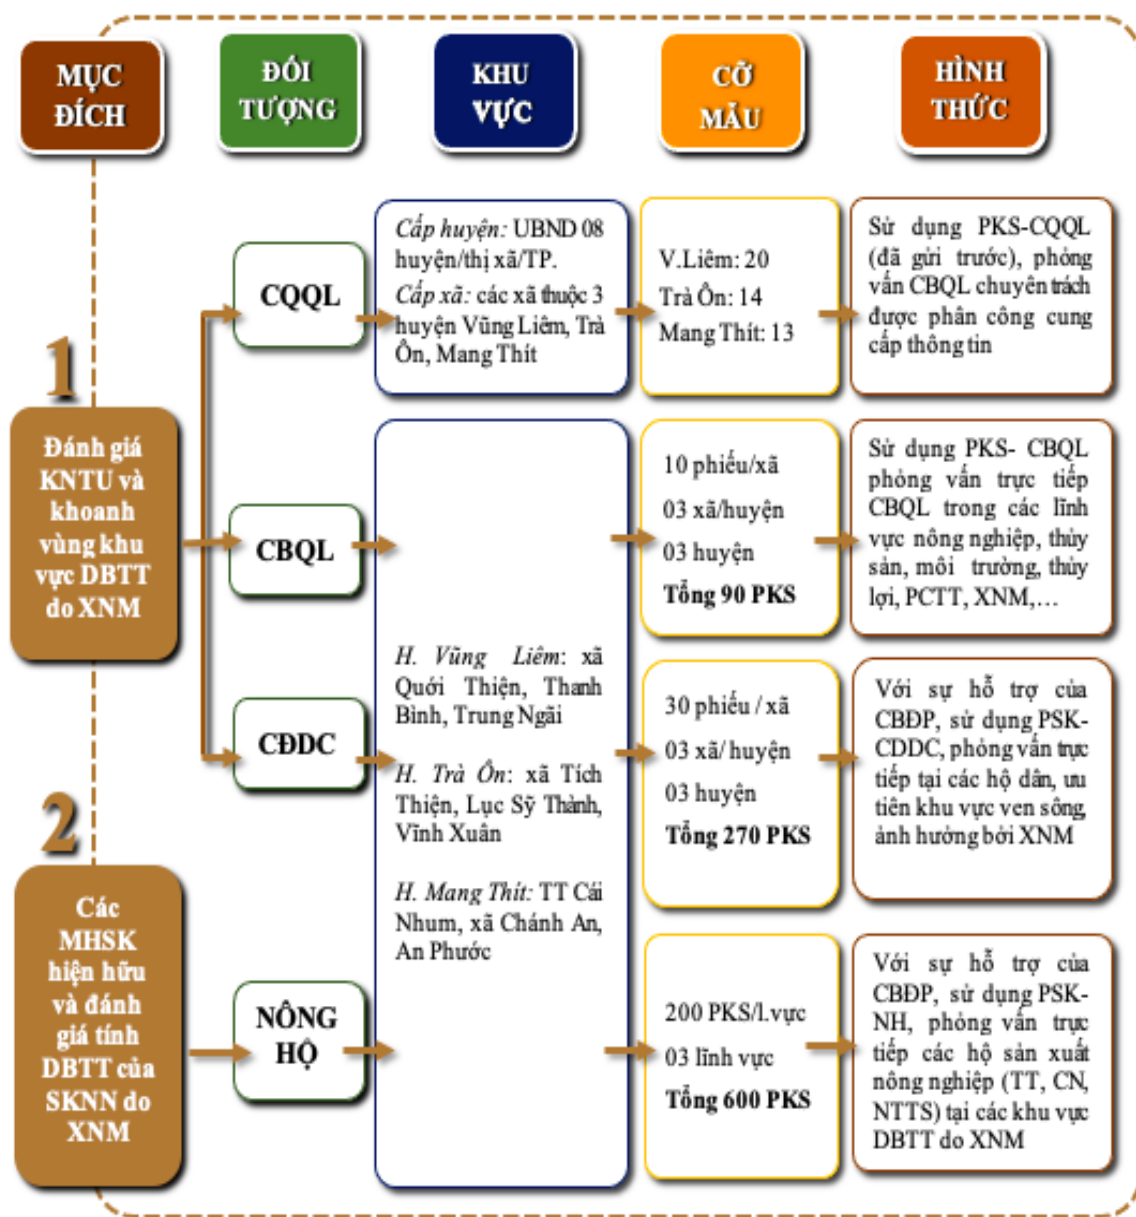 MỤC
ĐÍCH
ĐỐI
TƯỢNG
KHU
VỰC
CỠ
MẪU
HÌNH
THỨC
1
Đánh giá
KNTU và
khoanh
vùng khu
vực DBTT
do XNM
CQQL
Cấp huyện: UBND 08
huyện/thị xã/TP.
Cấp xã: các xã thuộc 3
huyện Vũng Liêm, Trà
Ôn, Mang Thít
V.Liêm: 20
Trà Ôn: 14
Mang Thít: 13
Sử dụng PKS-CQQL
(đã gửi trước), phỏng
vấn CBQL chuyên trách
được phân công cung
cấp thông tin
CBQL
CĐDC
H. Vũng Liêm: xã
Quới Thiện, Thanh
Bình, Trung Ngãi
H. Trà Ôn: xã Tích
Thiện, Lục Sỹ Thành,
Vĩnh Xuân
H. Mang Thít: TT Cái
Nhum, xã Chánh An,
An Phước
10 phiếu/xã
03 xã/huyện
03 huyện
Tổng 90 PKS
Sử dụng PKS- CBQL
phỏng vấn trực tiếp
CBQL trong các lĩnh
vực nông nghiệp, thủy
sản, môi trường, thủy
lợi, PCTT, XNM,…
30 phiếu / xã
03 xã/ huyện
03 huyện
Tổng 270 PKS
Với sự hỗ trợ của
CBĐP, sử dụng PSK-
CDDC, phỏng vấn trực
tiếp tại các hộ dân, ưu
tiên khu vực ven sông,
ảnh hưởng bởi XNM
2
Các
MHSK
hiện hữu
và đánh
giá tính
DBTT của
SKNN do
XNM
NÔNG
HỘ
200 PKS/l.vực
03 lĩnh vực
Tổng 600 PKS
Với sự hỗ trợ của
CBĐP, sử dụng PSK-
NH, phỏng vấn trực
tiếp các hộ sản xuất
nông nghiệp (TT, CN,
NTTS) tại các khu vực
DBTT do XNM